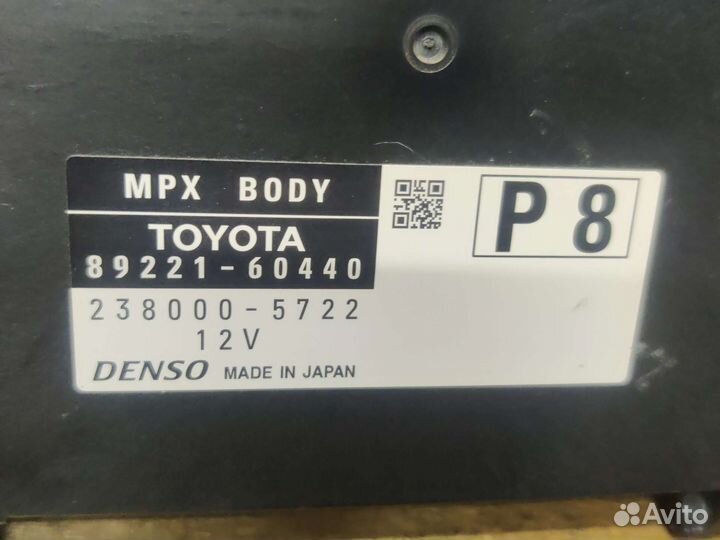 MPX BODY
P 8
TOYOTA
89221-60440
238000-5722
12V
DENSO MADE IN JAPAN
Avito